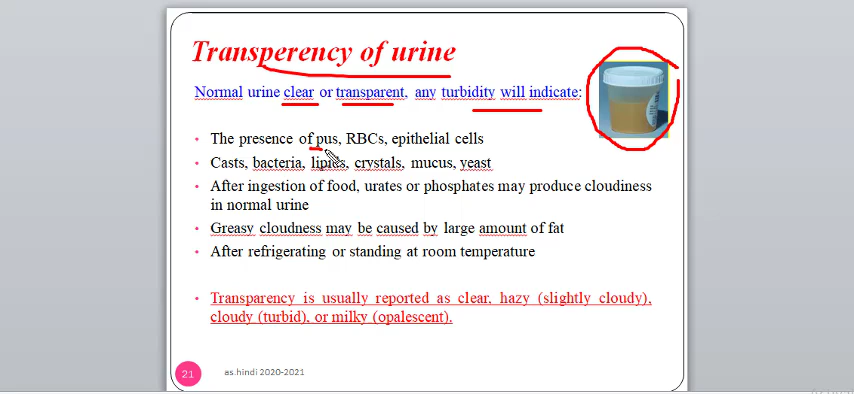 Transperency of urine
Normal urine clear or transparent, any turbidity will indicate:
• The presence of pus, RBCs, epithelial cells
• Casts, bacteria, lipids, crystals, mucus, yeast
• After ingestion of food, urates or phosphates may produce cloudiness
in normal urine
• Greasy cloudness may be caused by large amount of fat
• After refrigerating or standing at room temperature
• Transparency is usually reported as clear, hazy (slightly cloudy),
cloudy (turbid), or milky (opalescent).
21
as.hindi 2020-2021